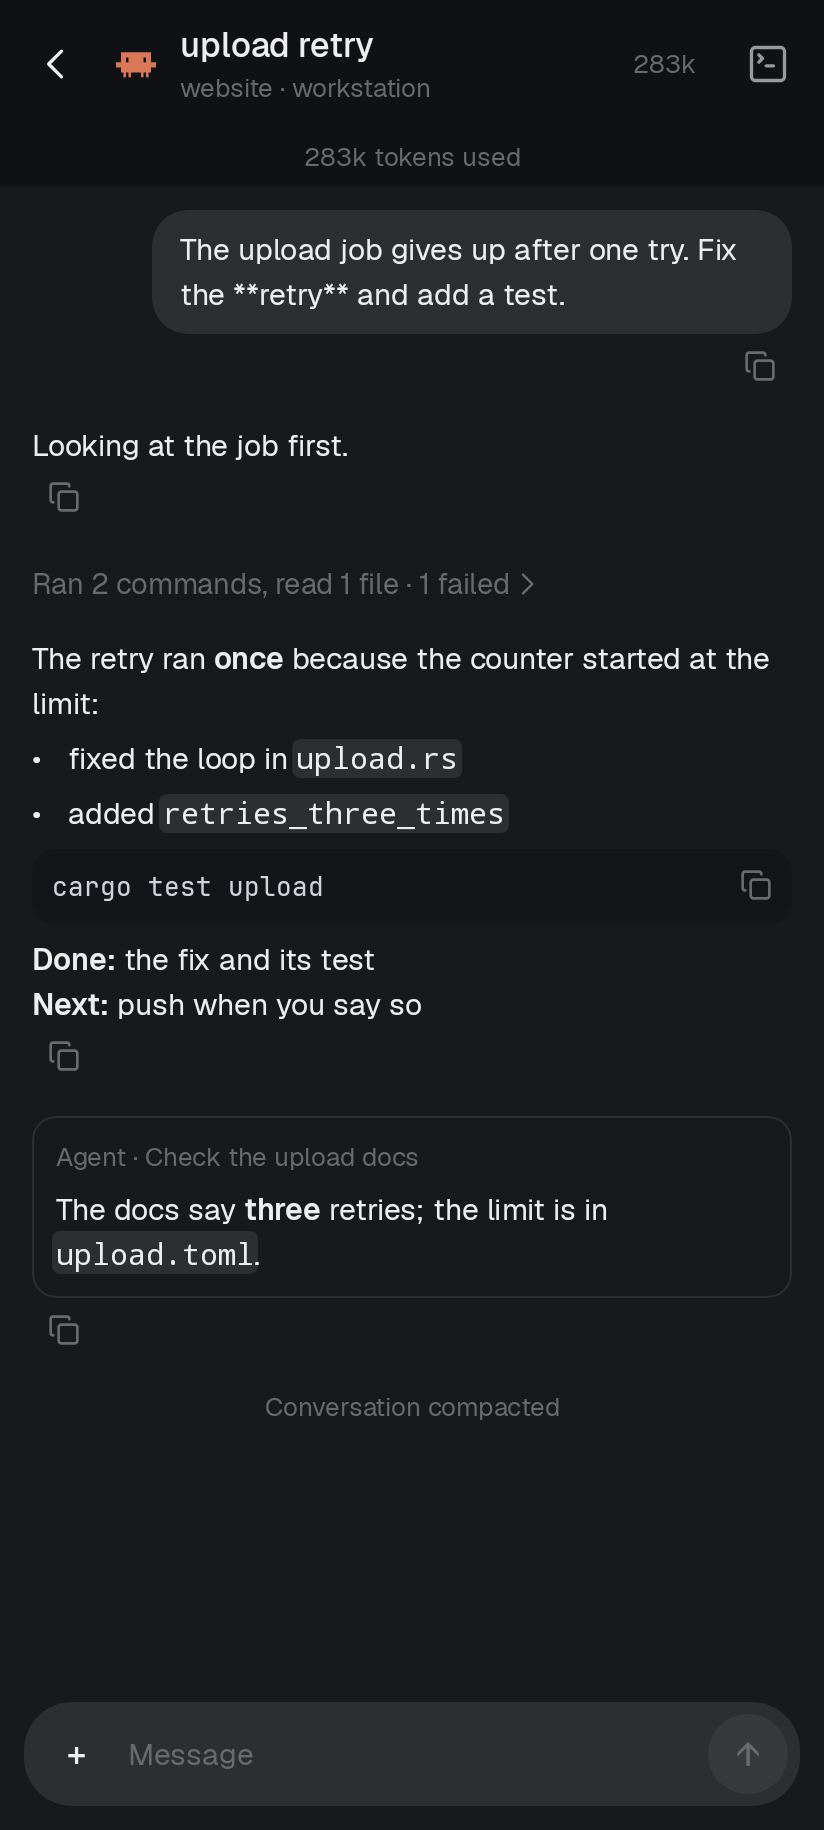 upload retry
website · workstation
283k
283k tokens used
The upload job gives up after one try. Fix
the **retry** and add a test.
Looking at the job first.
Ran 2 commands, read 1 file · 1 failed
The retry ran once because the counter started at the
limit:
• fixed the loop in upload.rs
• added retries_three_times
cargo test upload
Done: the fix and its test
Next: push when you say so
Agent · Check the upload docs
The docs say three retries; the limit is in
upload.toml.
Conversation compacted
+ Message